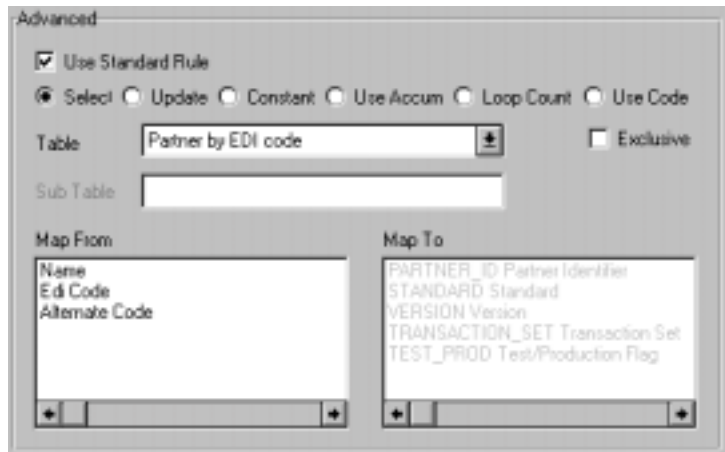 Advanced
Use Standard Rule
Select Update Constant Use Accum Loop Count Use Code
Table Partner by EDI code Exclusive
Sub Table
Map From Map To
Name
Edi Code
Alternate Code
PARTNER_ID Partner Identifier
STANDARD Standard
VERSION Version
TRANSACTION_SET Transaction Set
TEST_PROD Test/Production Flag